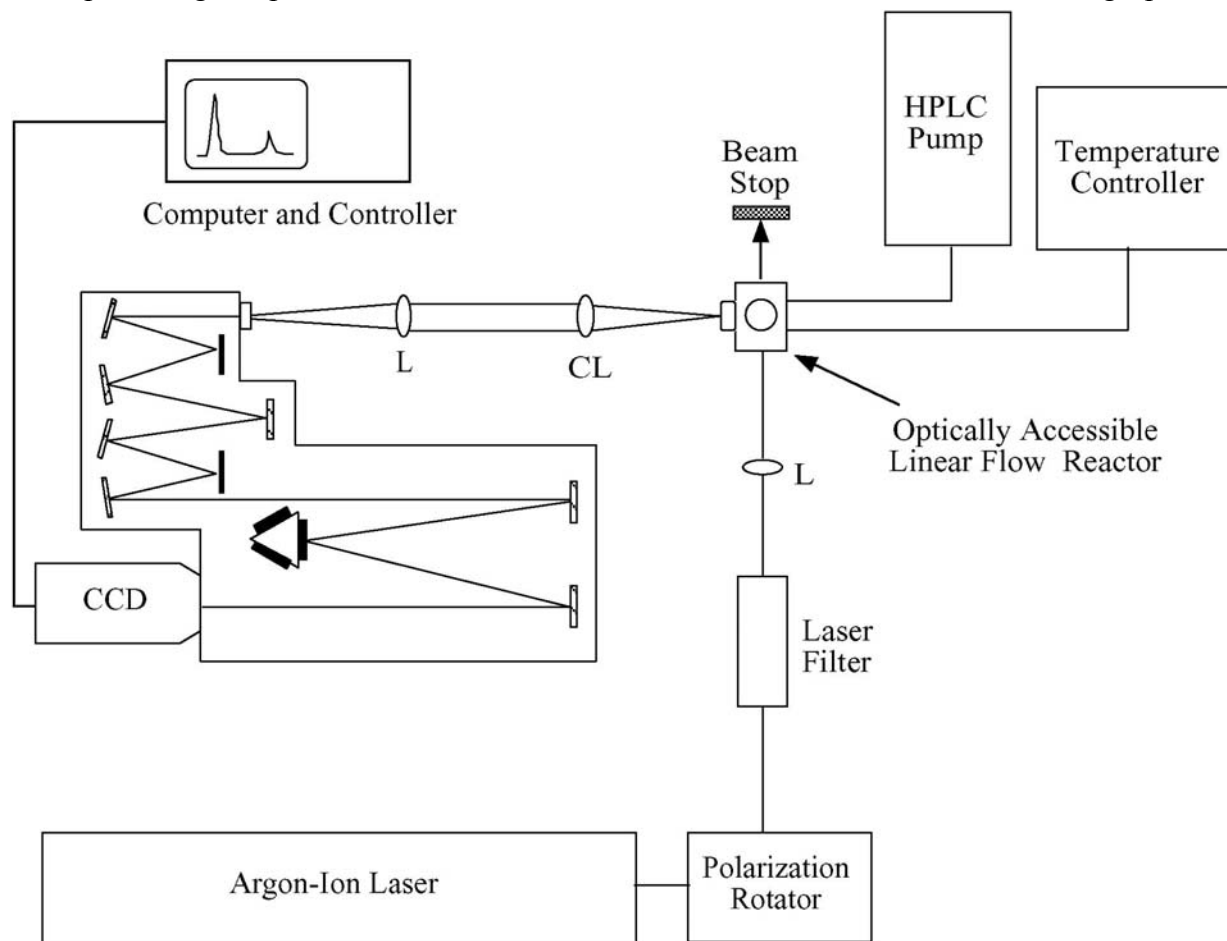 HPLC
Pump
Temperature
Controller
Beam
Stop
Computer and Controller
L
CL
Optically Accessible
Linear Flow Reactor
L
CCD
Laser
Filter
Argon-Ion Laser
Polarization
Rotator